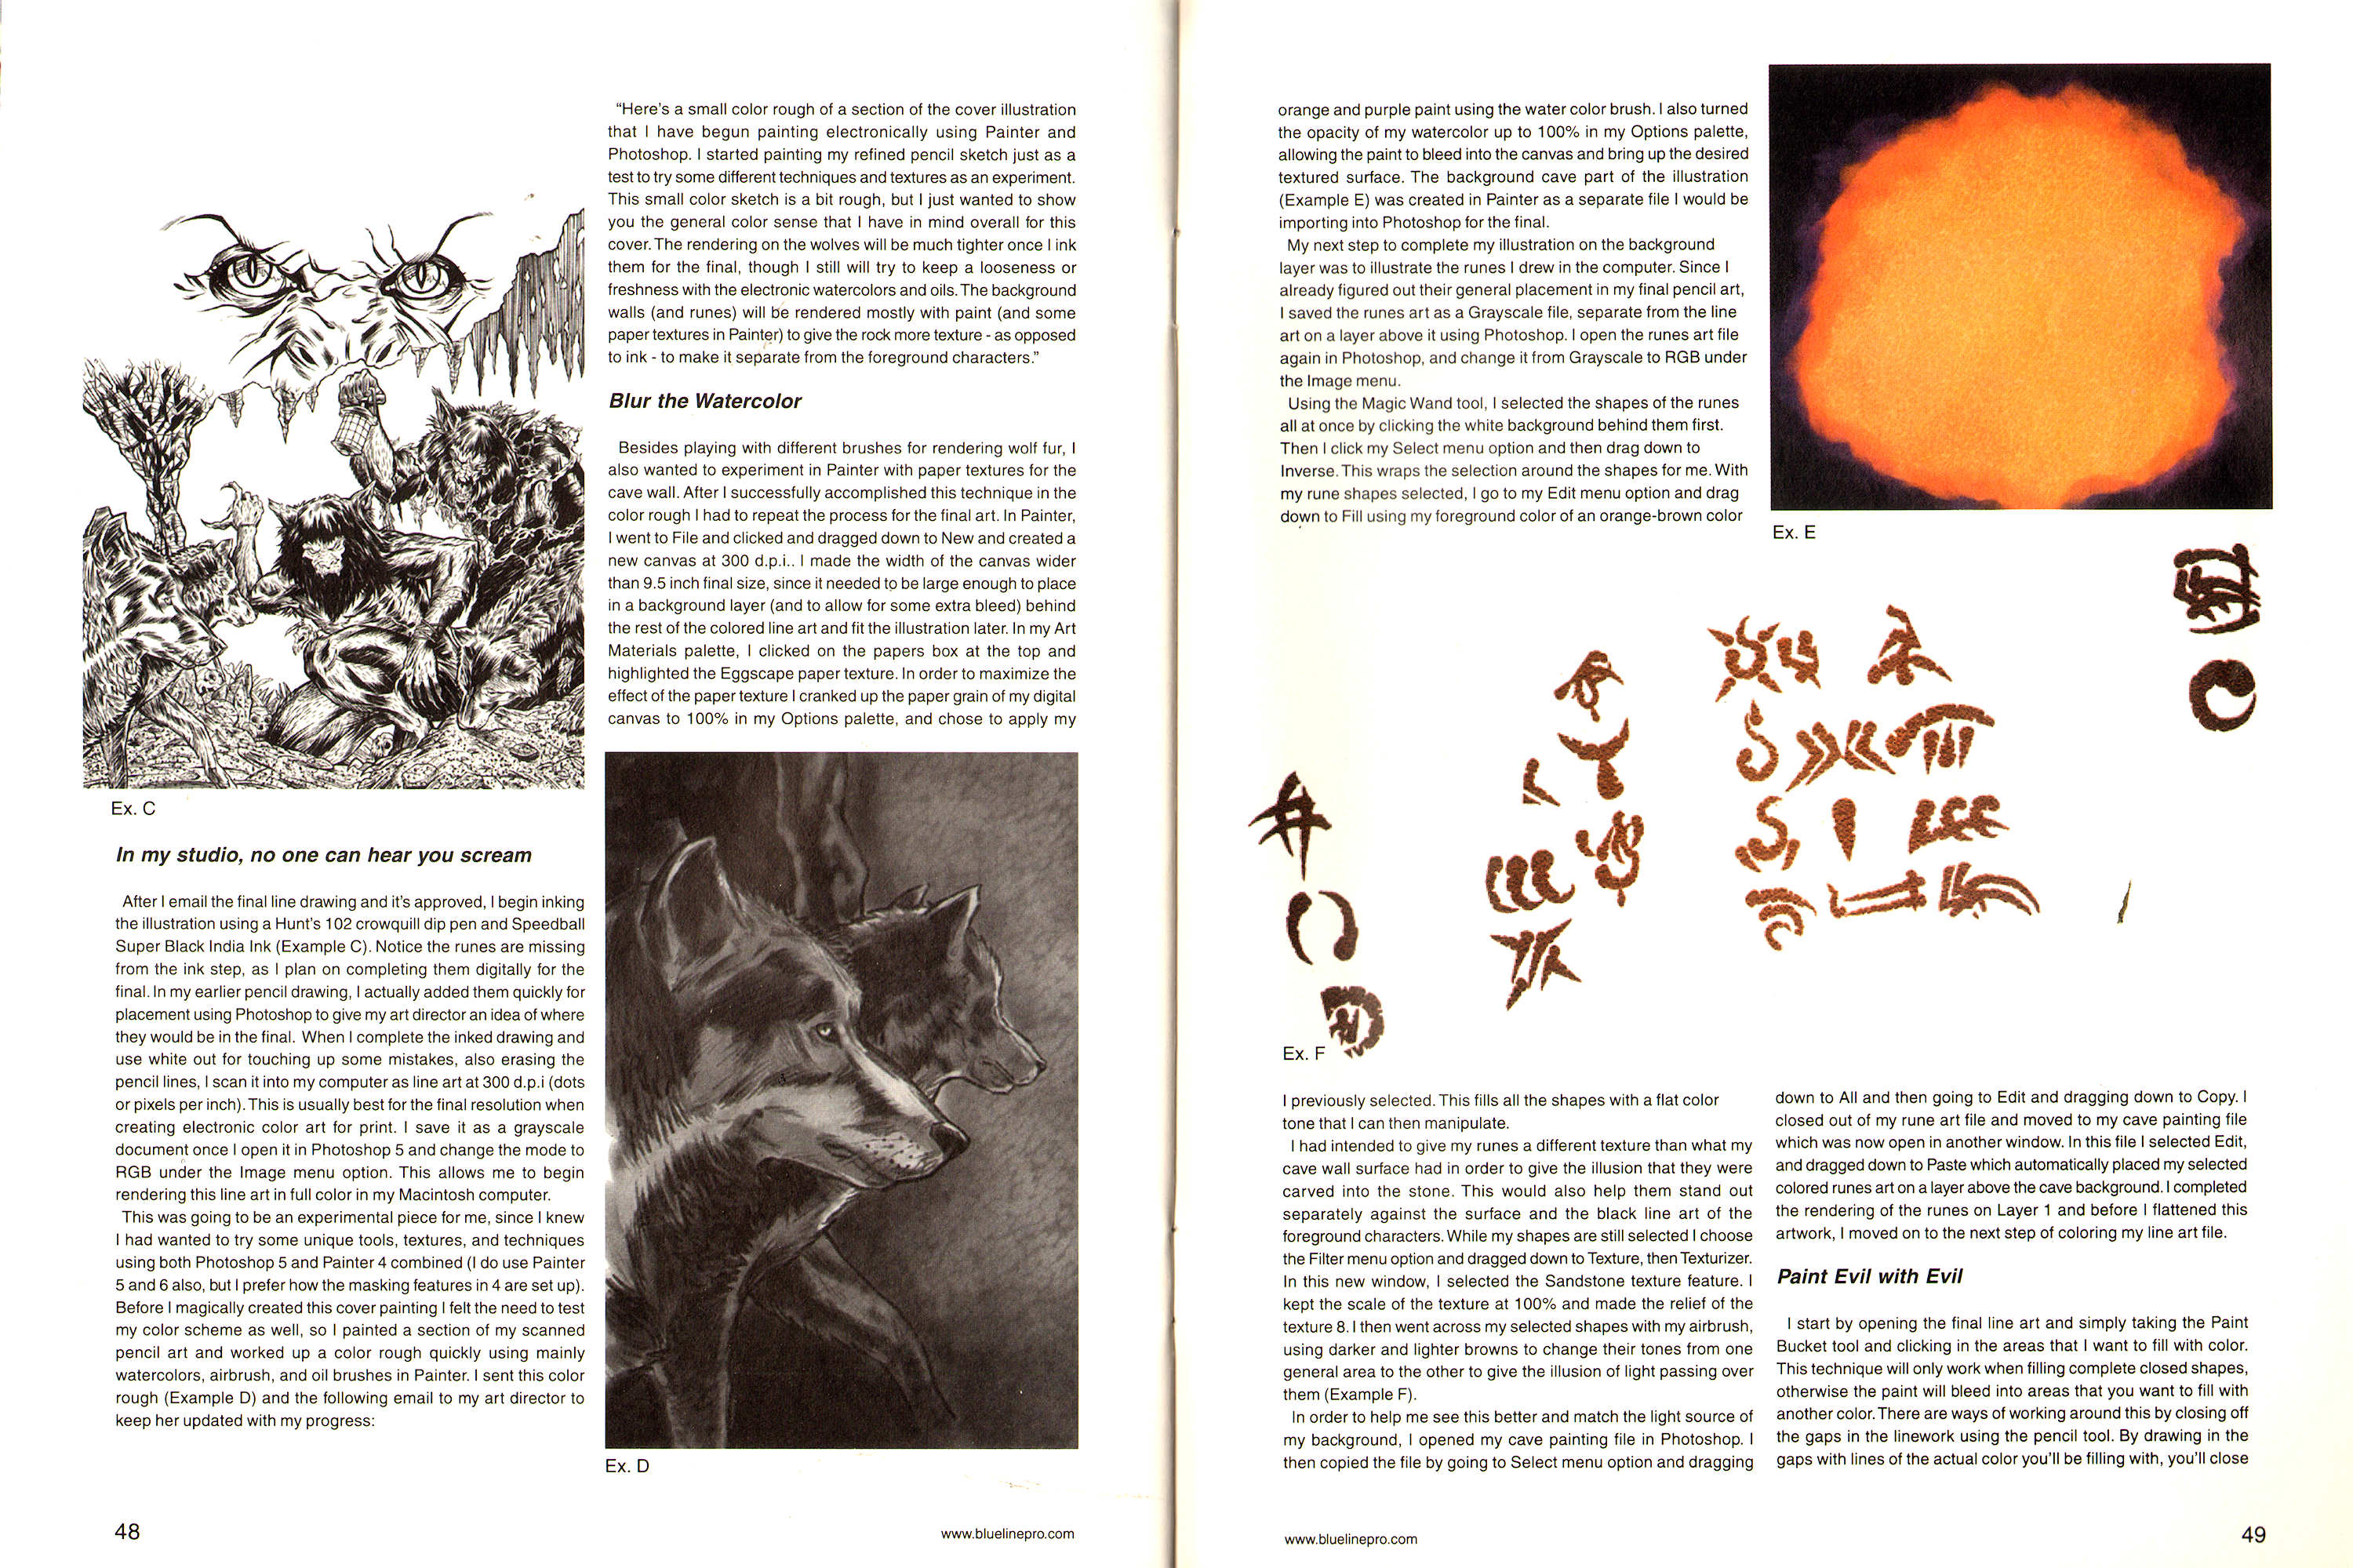 Ex. C
In my studio, no one can hear you scream
After I email the final line drawing and it's approved, I begin inking
the illustration using a Hunt's 102 crowquill dip pen and Speedball
Super Black India Ink (Example C). Notice the runes are missing
from the ink step, as I plan on completing them digitally for the
final. In my earlier pencil drawing, I actually added them quickly for
placement using Photoshop to give my art director an idea of where
they would be in the final. When I complete the inked drawing and
use white out for touching up some mistakes, also erasing the
pencil lines, I scan it into my computer as line art at 300 d.p.i (dots
or pixels per inch). This is usually best for the final resolution when
creating electronic color art for print. I save it as a grayscale
document once I open it in Photoshop 5 and change the mode to
RGB under the Image menu option. This allows me to begin
rendering this line art in full color in my Macintosh computer.
This was going to be an experimental piece for me, since I knew
I had wanted to try some unique tools, textures, and techniques
using both Photoshop 5 and Painter 4 combined (I do use Painter
5 and 6 also, but I prefer how the masking features in 4 are set up).
Before I magically created this cover painting I felt the need to test
my color scheme as well, so I painted a section of my scanned
pencil art and worked up a color rough quickly using mainly
watercolors, airbrush, and oil brushes in Painter. I sent this color
rough (Example D) and the following email to my art director to
keep her updated with my progress:
"Here's a small color rough of a section of the cover illustration
that I have begun painting electronically using Painter and
Photoshop. I started painting my refined pencil sketch just as a
test to try some different techniques and textures as an experiment.
This small color sketch is a bit rough, but I just wanted to show
you the general color sense that I have in mind overall for this
cover. The rendering on the wolves will be much tighter once I ink
them for the final, though I still will try to keep a looseness or
freshness with the electronic watercolors and oils. The background
walls (and runes) will be rendered mostly with paint (and some
paper textures in Painter) to give the rock more texture - as opposed
to ink - to make it separate from the foreground characters."
Blur the Watercolor
Besides playing with different brushes for rendering wolf fur, I
also wanted to experiment in Painter with paper textures for the
cave wall. After I successfully accomplished this technique in the
color rough I had to repeat the process for the final art. In Painter,
I went to File and clicked and dragged down to New and created a
new canvas at 300 d.p.i.. I made the width of the canvas wider
than 9.5 inch final size, since it needed to be large enough to place
in a background layer (and to allow for some extra bleed) behind
the rest of the colored line art and fit the illustration later. In my Art
Materials palette, I clicked on the papers box at the top and
highlighted the Eggscape paper texture. In order to maximize the
effect of the paper texture I cranked up the paper grain of my digital
canvas to 100% in my Options palette, and chose to apply my
Ex. D
48
www.bluelinepro.com
orange and purple paint using the water color brush. I also turned
the opacity of my watercolor up to 100% in my Options palette,
allowing the paint to bleed into the canvas and bring up the desired
textured surface. The background cave part of the illustration
(Example E) was created in Painter as a separate file I would be
importing into Photoshop for the final.
My next step to complete my illustration on the background
layer was to illustrate the runes I drew in the computer. Since I
already figured out their general placement in my final pencil art,
I saved the runes art as a Grayscale file, separate from the line
art on a layer above it using Photoshop. I open the runes art file
again in Photoshop, and change it from Grayscale to RGB under
the Image menu.
Using the Magic Wand tool, I selected the shapes of the runes
all at once by clicking the white background behind them first.
Then I click my Select menu option and then drag down to
Inverse. This wraps the selection around the shapes for me. With
my rune shapes selected, I go to my Edit menu option and drag
down to Fill using my foreground color of an orange-brown color
Ex. E
Ex. F
I previously selected. This fills all the shapes with a flat color
tone that I can then manipulate.
I had intended to give my runes a different texture than what my
cave wall surface had in order to give the illusion that they were
carved into the stone. This would also help them stand out
separately against the surface and the black line art of the
foreground characters. While my shapes are still selected I choose
the Filter menu option and dragged down to Texture, then Texturizer.
In this new window, I selected the Sandstone texture feature. I
kept the scale of the texture at 100% and made the relief of the
texture 8. I then went across my selected shapes with my airbrush,
using darker and lighter browns to change their tones from one
general area to the other to give the illusion of light passing over
them (Example F).
In order to help me see this better and match the light source of
my background, I opened my cave painting file in Photoshop. I
then copied the file by going to Select menu option and dragging
down to All and then going to Edit and dragging down to Copy. I
closed out of my rune art file and moved to my cave painting file
which was now open in another window. In this file I selected Edit,
and dragged down to Paste which automatically placed my selected
colored runes art on a layer above the cave background. I completed
the rendering of the runes on Layer 1 and before I flattened this
artwork, I moved on to the next step of coloring my line art file.
Paint Evil with Evil
I start by opening the final line art and simply taking the Paint
Bucket tool and clicking in the areas that I want to fill with color.
This technique will only work when filling complete closed shapes,
otherwise the paint will bleed into areas that you want to fill with
another color. There are ways of working around this by closing off
the gaps in the linework using the pencil tool. By drawing in the
gaps with lines of the actual color you'll be filling with, you'll close
www.bluelinepro.com
49